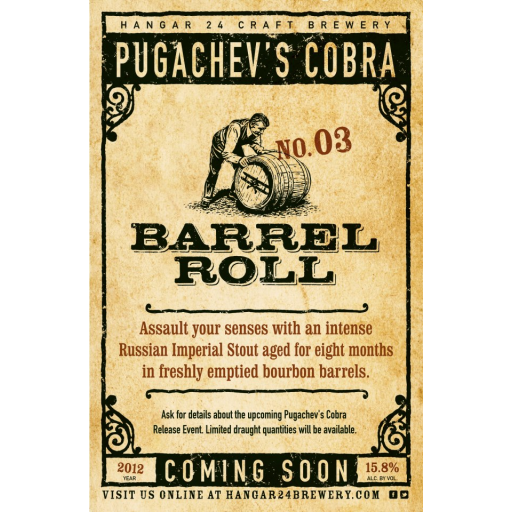 HANGAR 24 CRAFT BREWERY
PUGACHEV'S COBRA
NO. 03
BARREL
ROLL
Assault your senses with an intense
Russian Imperial Stout aged for eight months
in freshly emptied bourbon barrels.
Ask for details about the upcoming Pugachev's Cobra
Release Event. Limited draught quantities will be available.
2012
YEAR
COMING SOON
15.8%
ALC. BY VOL.
VISIT US ONLINE AT HANGAR24BREWERY.COM